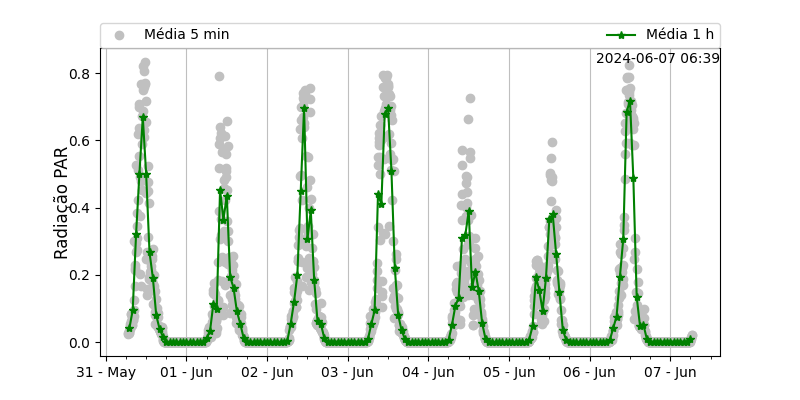 Média 5 min
Média 1 h
2024-06-07 06:39
Radiação PAR
0.8
0.6
0.4
0.2
0.0
31 - May
01 - Jun
02 - Jun
03 - Jun
04 - Jun
05 - Jun
06 - Jun
07 - Jun